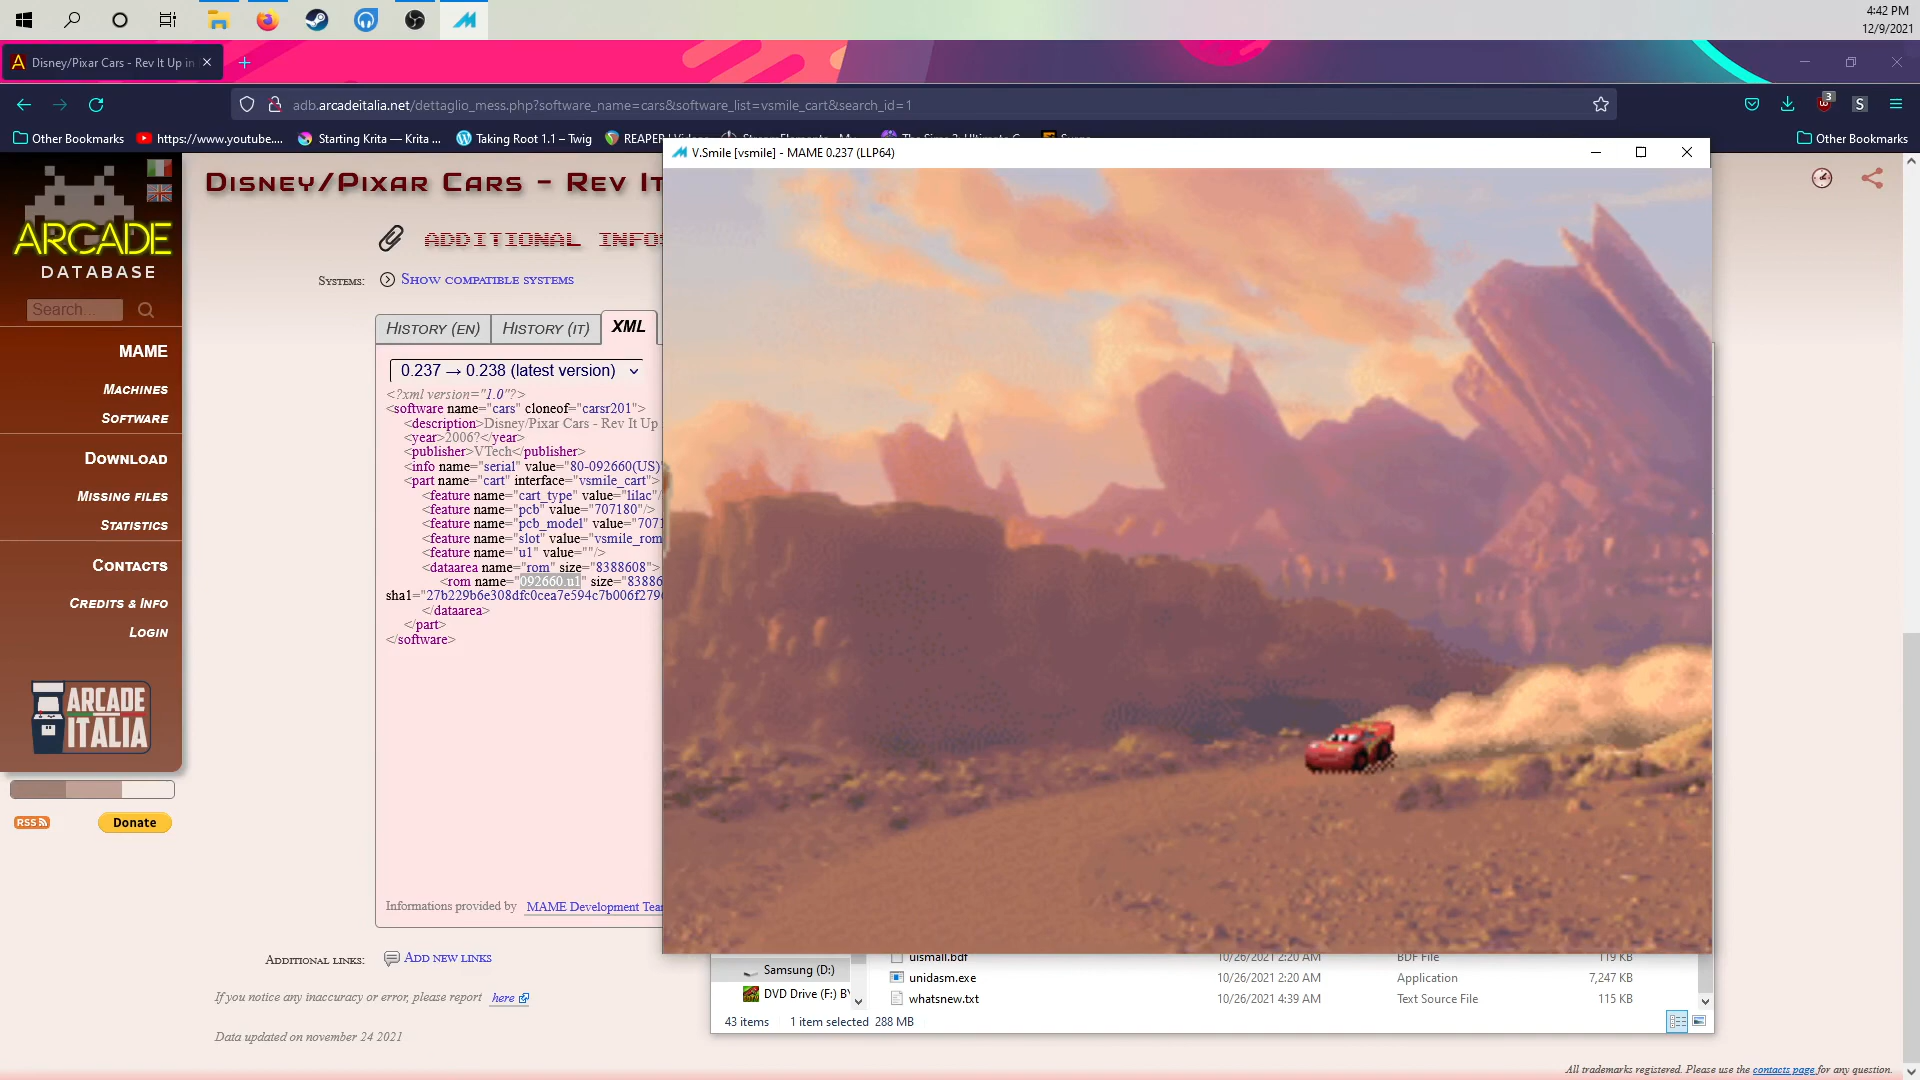 4:42 PM
12/9/2021
Disney/Pixar Cars - Rev It Up in
adb.arcadeitalia.net/dettaglio_mess.php?software_name=cars&software_list=vsmile_cart&search_id=1
3
S
Other Bookmarks
https://www.youtube....
Starting Krita — Krita ...
Taking Root 1.1 – Twig
REAPER | Videos
Other Bookmarks
V.Smile [vsmile] - MAME 0.237 (LLP64)
ARCADE
DATABASE
Search...
MAME
Machines
Software
Download
Missing files
Statistics
Contacts
Credits & Info
Login
ARCADE
ITALIA
RSS
Donate
Disney/Pixar Cars - Rev It
Additional Info
Systems:
Show compatible systems
History (EN)
History (IT)
XML
0.237 → 0.238 (latest version)
<?xml version="1.0"?>
<software name="cars" cloneof="carsr201">
<description>Disney/Pixar Cars - Rev It Up
<year>2006?</year>
<publisher>VTech</publisher>
<info name="serial" value="80-092660(US)"
<part name="cart" interface="vsmile_cart">
<feature name="cart_type" value="lilac"/
<feature name="pcb" value="707180"/>
<feature name="pcb_model" value="7071
<feature name="slot" value="vsmile_rom
<feature name="u1" value=""/>
<dataarea name="rom" size="8388608">
<rom name="092660.u1" size="83886
sha1="27b229b6e308dfc0cea7e594c7b006f2796
</dataarea>
</part>
</software>
Informations provided by MAME Development Tea
Additional links:
Add new links
If you notice any inaccuracy or error, please report here
Data updated on november 24 2021
Samsung (D:)
DVD Drive (F:) B
uismall.bdf
10/26/2021 2:20 AM
BDF File
119 KB
unidasm.exe
10/26/2021 2:20 AM
Application
7,247 KB
whatsnew.txt
10/26/2021 4:39 AM
Text Source File
115 KB
43 items
1 item selected 288 MB
All trademarks registered. Please use the contacts page for any question.